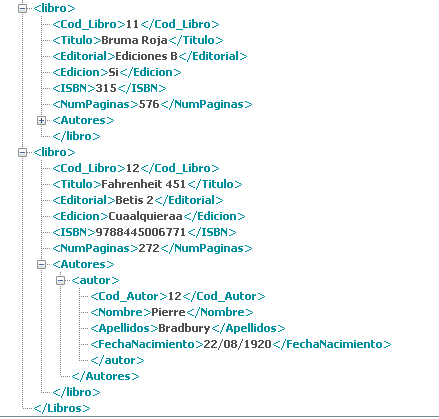 <libro>
<Cod_Libro>11</Cod_Libro>
<Titulo>Bruma Roja</Titulo>
<Editorial>Ediciones B</Editorial>
<Edicion>Si</Edicion>
<ISBN>315</ISBN>
<NumPaginas>576</NumPaginas>
<Autores>
</libro>
<libro>
<Cod_Libro>12</Cod_Libro>
<Titulo>Fahrenheit 451</Titulo>
<Editorial>Betis 2</Editorial>
<Edicion>Cuaalquieraa</Edicion>
<ISBN>9788445006771</ISBN>
<NumPaginas>272</NumPaginas>
<Autores>
<autor>
<Cod_Autor>12</Cod_Autor>
<Nombre>Pierre</Nombre>
<Apellidos>Bradbury</Apellidos>
<FechaNacimiento>22/08/1920</FechaNacimiento>
</autor>
</Autores>
</libro>
</Libros>